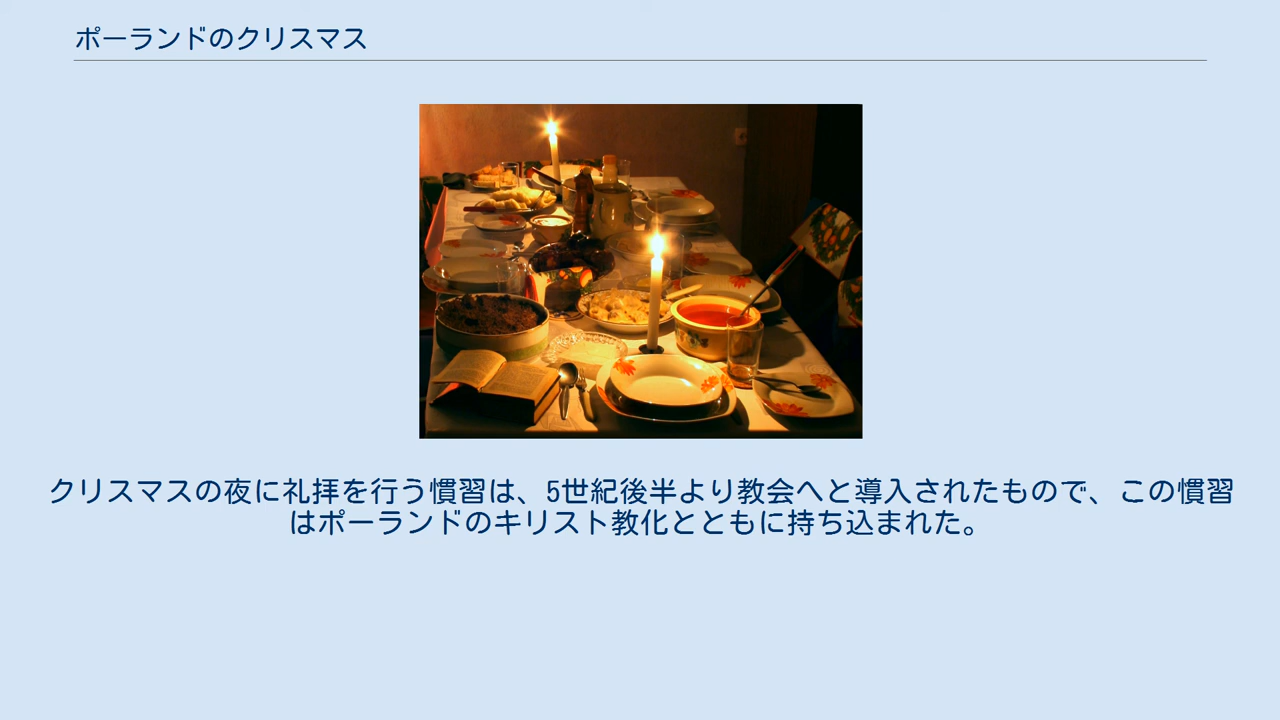 ポーランドのクリスマス
クリスマスの夜に礼拝を行う慣習は、5世紀後半より教会へと導入されたもので、この慣習
はポーランドのキリスト教化とともに持ち込まれた。